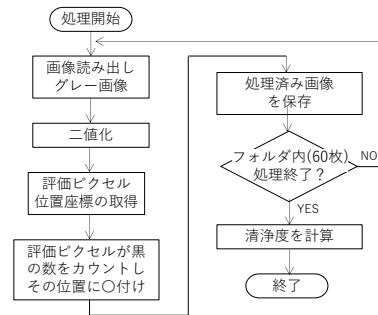 処理開始
画像読み出し
グレー画像
二値化
評価ピクセル
位置座標の取得
評価ピクセルが黒
の数をカウントし
その位置に〇付け
処理済み画像
を保存
フォルダ内(60枚)
処理終了？
NO
YES
清浄度を計算
終了